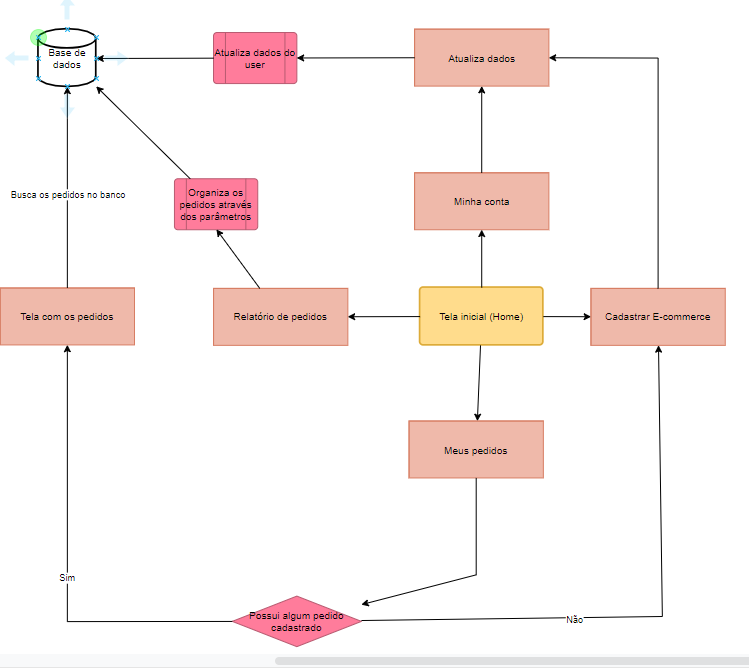 Base de
dados
Atualiza dados do
user
Atualiza dados
Busca os pedidos no banco
Organiza os
pedidos através
dos parâmetros
Minha conta
Tela com os pedidos
Relatório de pedidos
Tela inicial (Home)
Cadastrar E-commerce
Meus pedidos
Sim
Possui algum pedido
cadastrado
Não